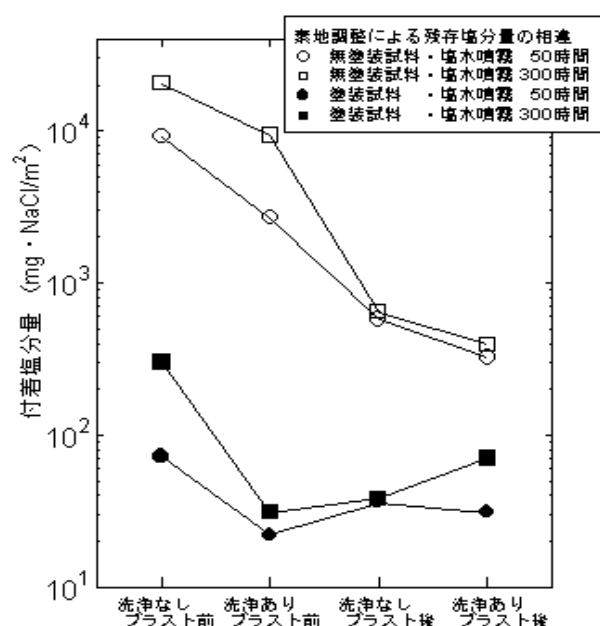 素地調整による残存塩分量の相違
○ 無塗装試料・塩水噴霧 50時間
□ 無塗装試料・塩水噴霧 300時間
● 塗装試料 ・塩水噴霧 50時間
■ 塗装試料 ・塩水噴霧 300時間
付着塩分量 (mg・NaCl/m²)
10⁴
10³
10²
10¹
洗浄なし
ブラスト前
洗浄あり
ブラスト前
洗浄なし
ブラスト後
洗浄あり
ブラスト後